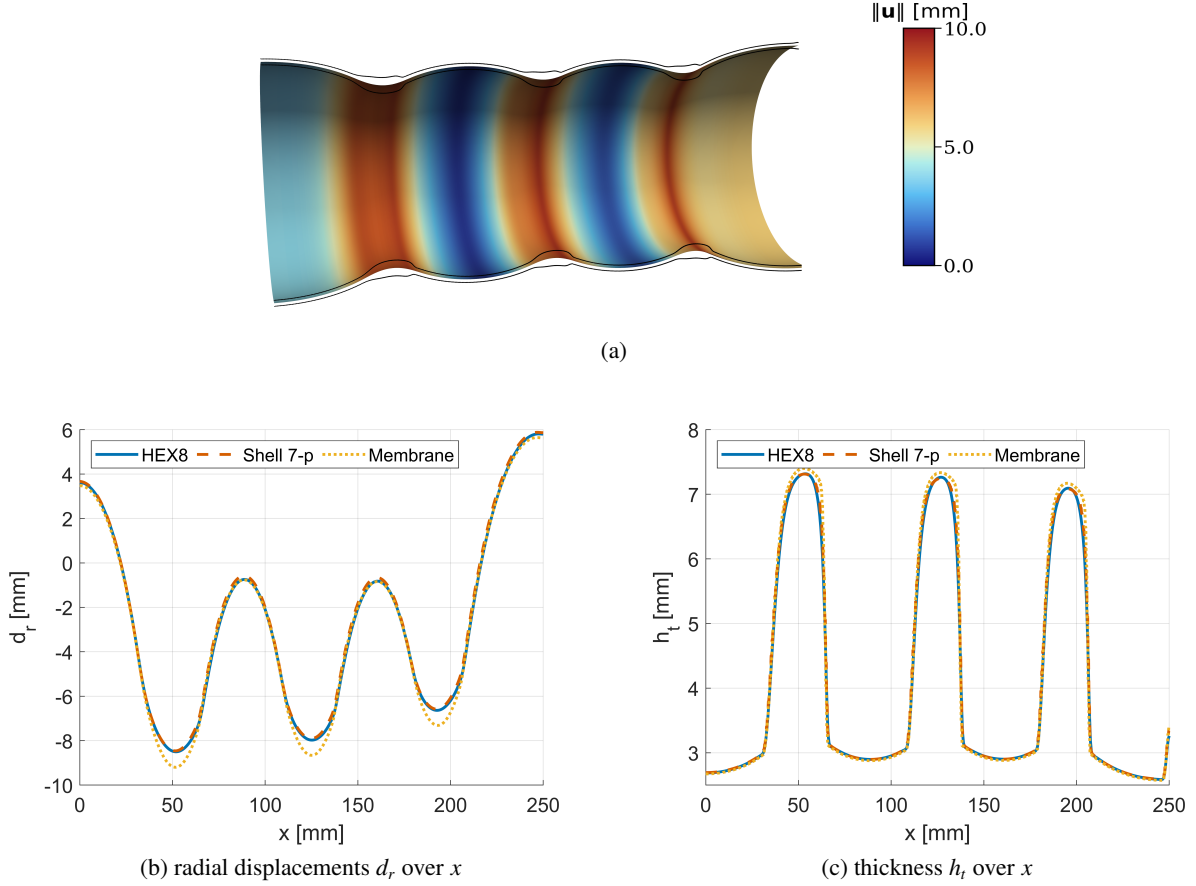 ‖u‖ [mm]
10.0
5.0
0.0
(a)
6
4
2
0
-2
-4
-6
-8
-10
d_r [mm]
HEX8 Shell 7-p Membrane
0 50 100 150 200 250
x [mm]
(b) radial displacements d_r over x
8
7
6
5
4
3
h_t [mm]
HEX8 Shell 7-p Membrane
0 50 100 150 200 250
x [mm]
(c) thickness h_t over x